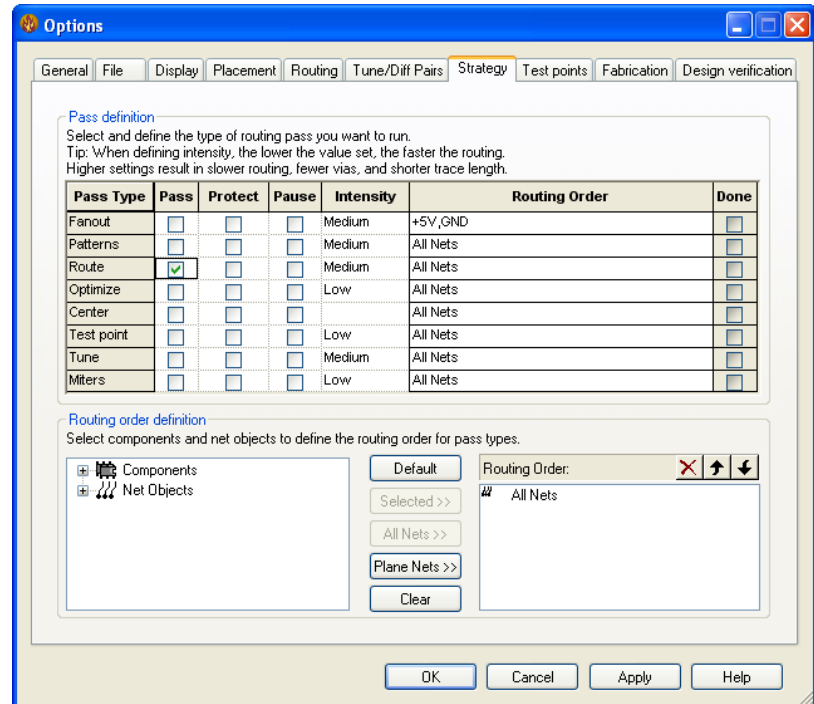 Options
General File Display Placement Routing Tune/Diff Pairs Strategy Test points Fabrication Design verification
Pass definition
Select and define the type of routing pass you want to run.
Tip: When defining intensity, the lower the value set, the faster the routing.
Higher settings result in slower routing, fewer vias, and shorter trace length.
Pass Type Pass Protect Pause Intensity Routing Order Done
Fanout Medium +5V,GND
Patterns Medium All Nets
Route Medium All Nets
Optimize Low All Nets
Center All Nets
Test point Low All Nets
Tune Medium All Nets
Miters Low All Nets
Routing order definition
Select components and net objects to define the routing order for pass types.
Components Default Routing Order:
Net Objects Selected >> All Nets
All Nets >>
Plane Nets >>
Clear
OK Cancel Apply Help